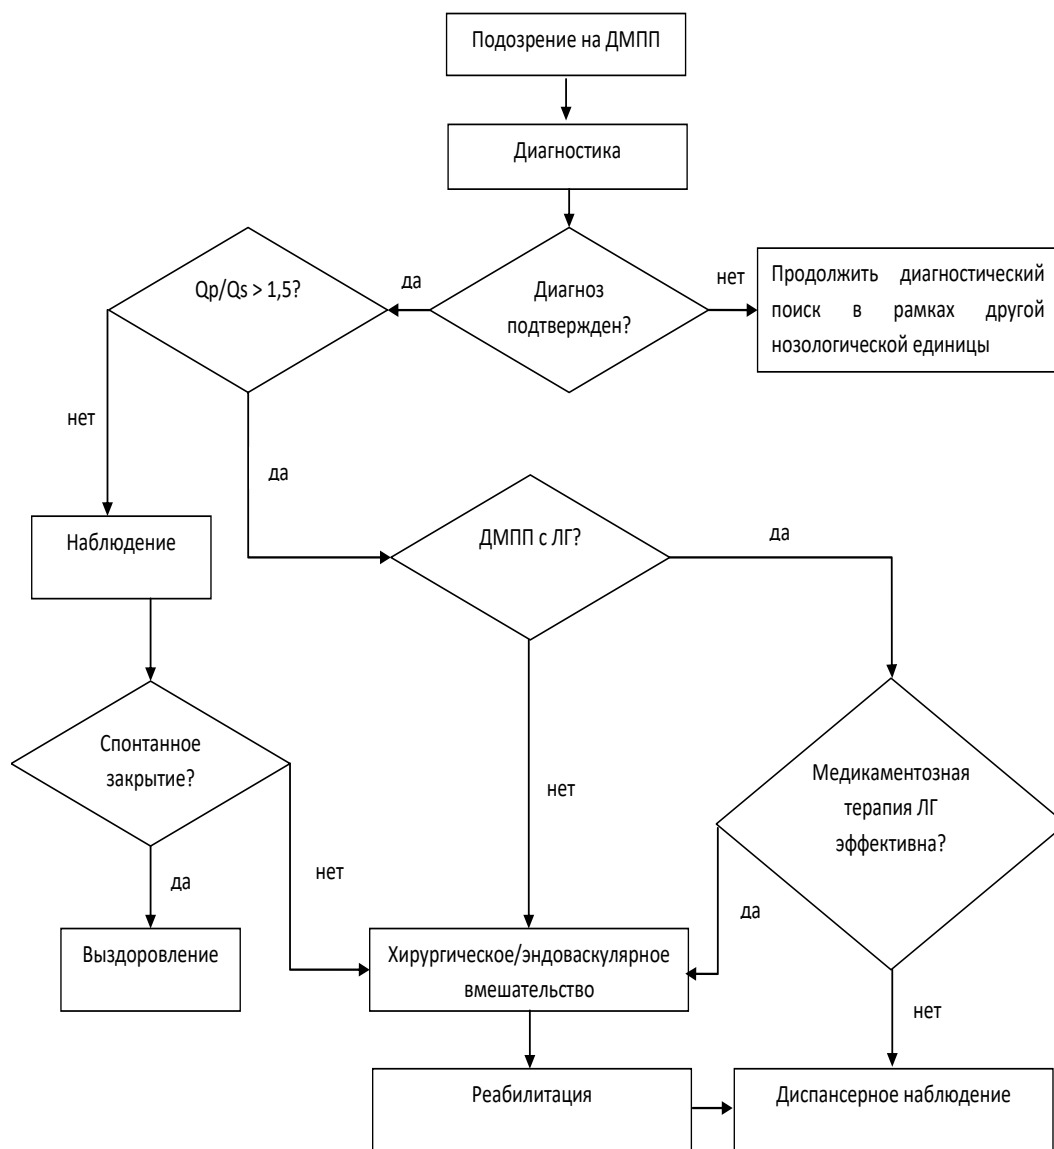 Подозрение на ДМПП
Диагностика
Qp/Qs > 1,5?
да
Диагноз
подтвержден?
нет
Продолжить диагностический
поиск в рамках другой
нозологической единицы
нет
да
Наблюдение
ДМПП с ЛГ?
да
Спонтанное
закрытие?
нет
Медикаментозная
терапия ЛГ
эффективна?
да
нет
да
Выздоровление
Хирургическое/эндоваскулярное
вмешательство
нет
Реабилитация
Диспансерное наблюдение